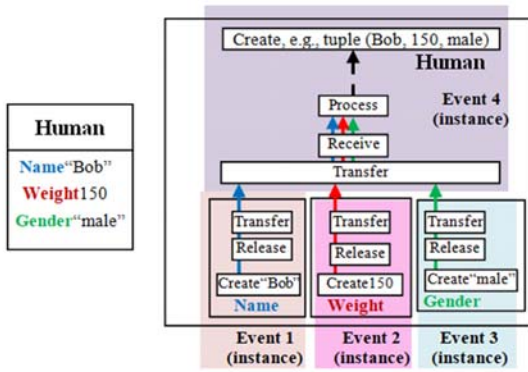 Human
Name“Bob”
Weight150
Gender“male”
Create, e.g., tuple (Bob, 150, male)
Human
Event 4
(instance)
Process
Receive
Transfer
Transfer
Release
Create“Bob”
Name
Transfer
Release
Create150
Weight
Transfer
Release
Create“male”
Gender
Event 1
(instance)
Event 2
(instance)
Event 3
(instance)